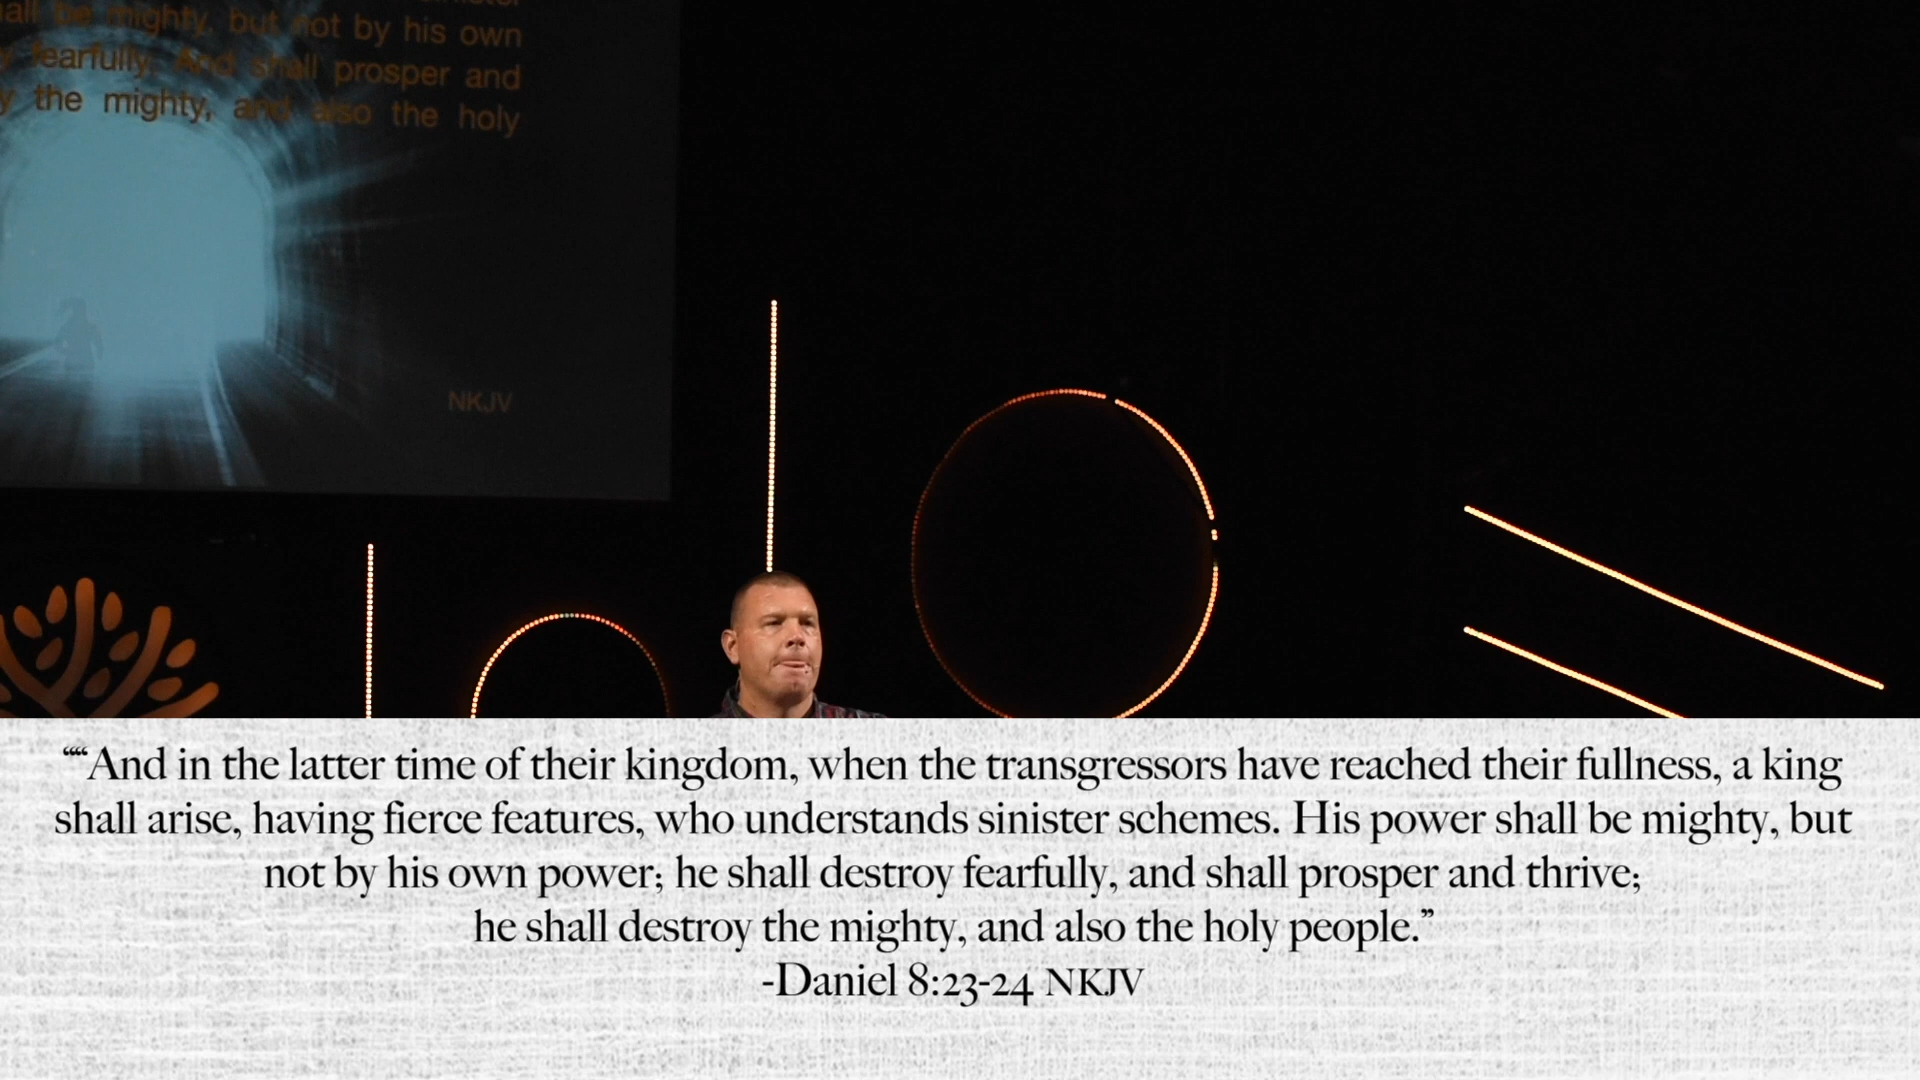 all be mighty, but not by his own
y fearfully. And shall prosper and
y the mighty, and also the holy
NKJV
““And in the latter time of their kingdom, when the transgressors have reached their fullness, a king
shall arise, having fierce features, who understands sinister schemes. His power shall be mighty, but
not by his own power; he shall destroy fearfully, and shall prosper and thrive;
he shall destroy the mighty, and also the holy people.”
-Daniel 8:23-24 NKJV